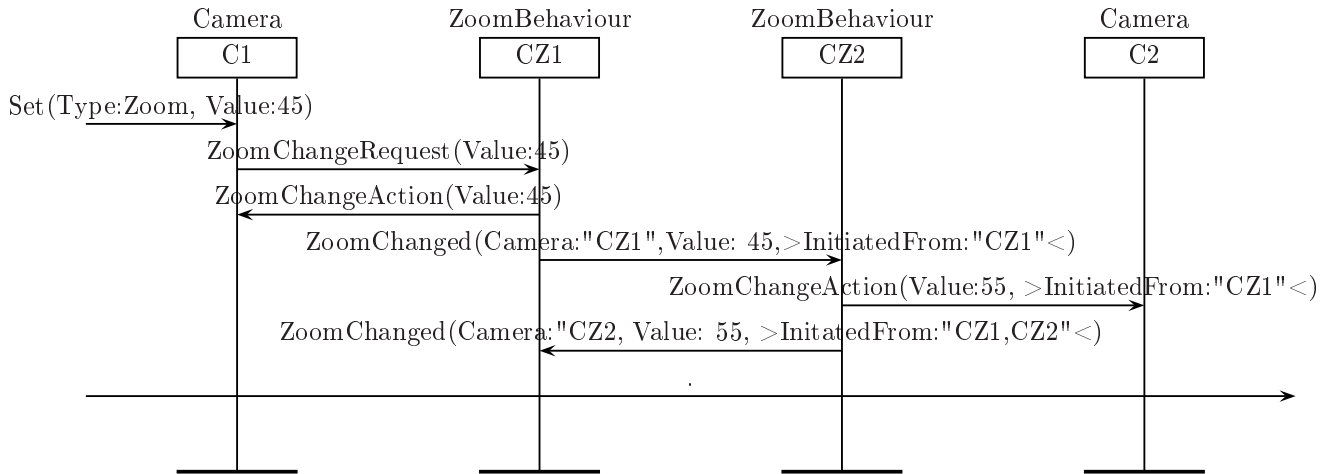 Camera ZoomBehaviour ZoomBehaviour Camera
C1 CZ1 CZ2 C2
Set(Type:Zoom, Value:45)
ZoomChangeRequest(Value:45)
ZoomChangeAction(Value:45)
ZoomChanged(Camera:"CZ1",Value: 45,>InitiatedFrom:"CZ1"<)
ZoomChangeAction(Value:55, >InitiatedFrom:"CZ1"<)
ZoomChanged(Camera:"CZ2, Value: 55, >InitatedFrom:"CZ1,CZ2"<)
.